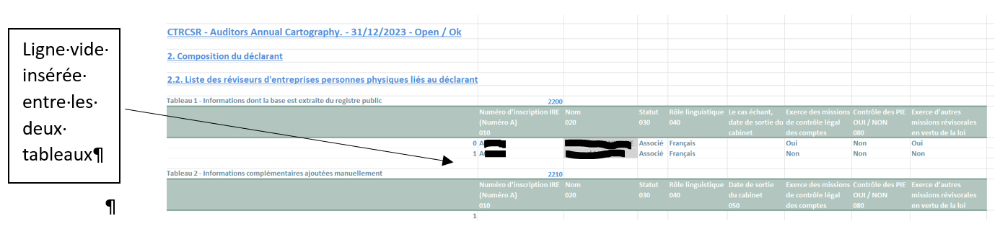 Ligne·vide·
insérée·
entre·les·
deux·
tableaux¶
¶
CTRCSR - Auditors Annual Cartography. - 31/12/2023 - Open / Ok
2. Composition du déclarant
2.2. Liste des réviseurs d'entreprises personnes physiques liés au déclarant
Tableau 1 - Informations dont la base est extraite du registre public 2200
Numéro d'inscription IRE Nom Statut Rôle linguistique Le cas échant, Exerce des missions Contrôle des PIE Exerce d'autres
(Numéro A) 020 030 040 date de sortie du de contrôle légal OUI / NON missions révisorales
010 cabinet des comptes 080 en vertu de la loi
0 A Associé Français Oui Non Oui
1 Associé Français Non Non Non
Tableau 2 - Informations complémentaires ajoutées manuellement 2210
Numéro d'inscription IRE Nom Statut Rôle linguistique Date de sortie Exerce des missions Contrôle des PIE Exerce d'autres
(Numéro A) 020 030 040 du cabinet de contrôle légal OUI / NON missions révisorales
010 050 des comptes 080 en vertu de la loi
1